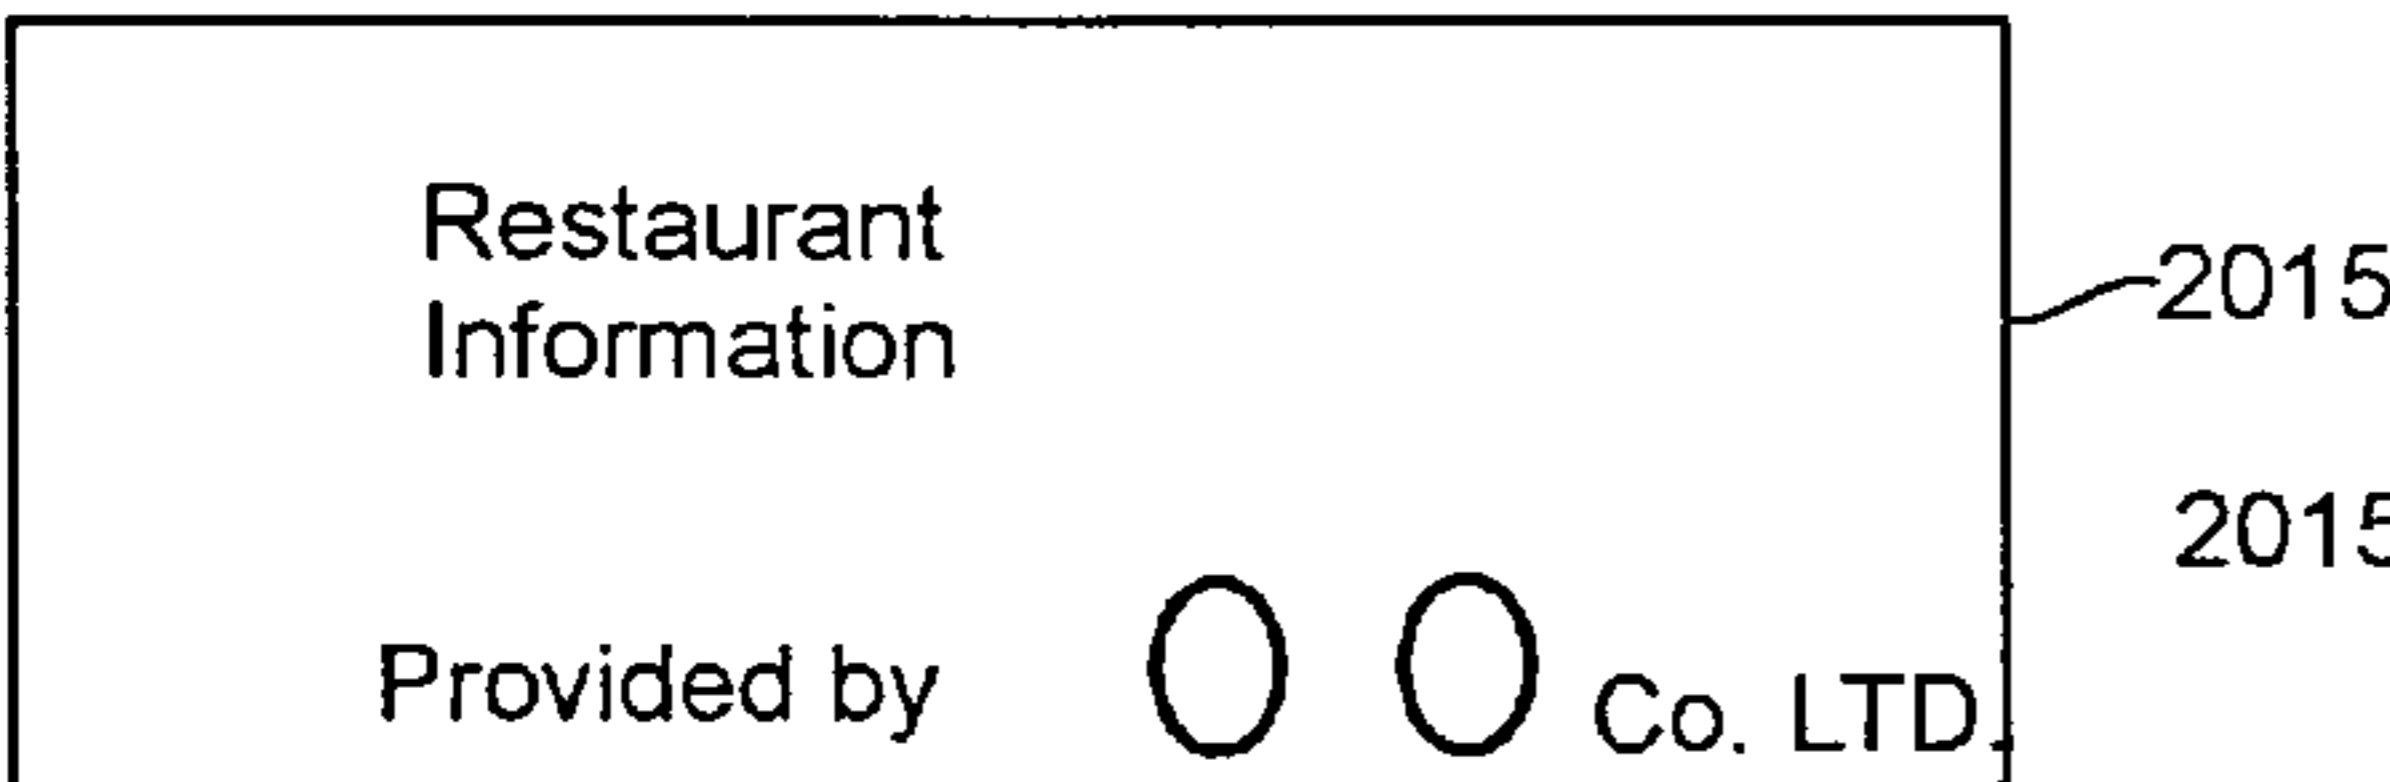 Restaurant
Information
2015
2015
Provided by ○ ○ Co. LTD.